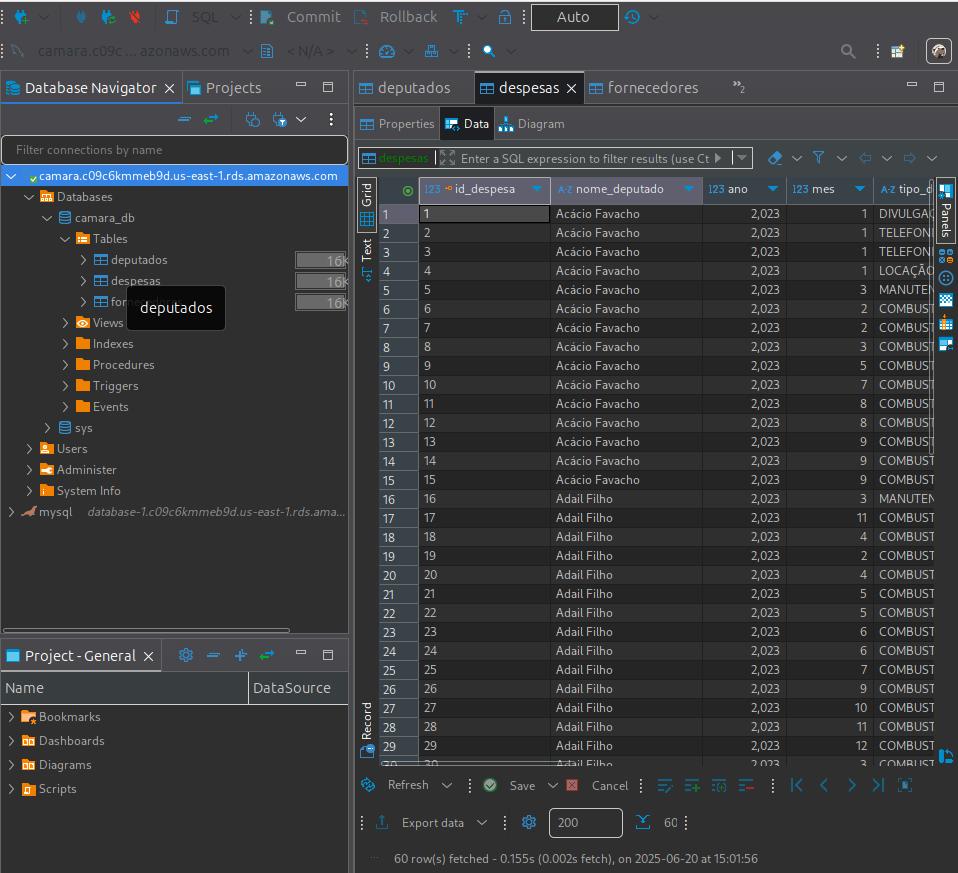 SQL Commit Rollback Auto
camara.c09c ... azonaws.com < N/A >
Database Navigator Projects
Filter connections by name
camara.c09c6kmmeb9d.us-east-1.rds.amazonaws.com
Databases
camara_db
Tables
deputados 16K
despesas 16K
for 16K
deputados
Views
Indexes
Procedures
Triggers
Events
sys
Users
Administer
System Info
mysql database-1.c09c6kmmeb9d.us-east-1.rds.ama...
Project - General
Name DataSource
Bookmarks
Dashboards
Diagrams
Scripts
deputados despesas fornecedores »2
Properties Data Diagram
despesas Enter a SQL expression to filter results (use Ct
Grid
Text
Record
Panels
123 id_despesa A-Z nome_deputado 123 ano 123 mes A-Z tipo_d
1 1 Acácio Favacho 2,023 1 DIVULGAÇ
2 2 Acácio Favacho 2,023 1 TELEFON
3 3 Acácio Favacho 2,023 1 TELEFON
4 4 Acácio Favacho 2,023 1 LOCAÇÃO
5 5 Acácio Favacho 2,023 3 MANUTEN
6 6 Acácio Favacho 2,023 2 COMBUST
7 7 Acácio Favacho 2,023 2 COMBUST
8 8 Acácio Favacho 2,023 3 COMBUST
9 9 Acácio Favacho 2,023 5 COMBUST
10 10 Acácio Favacho 2,023 7 COMBUST
11 11 Acácio Favacho 2,023 8 COMBUST
12 12 Acácio Favacho 2,023 8 COMBUST
13 13 Acácio Favacho 2,023 9 COMBUST
14 14 Acácio Favacho 2,023 9 COMBUST
15 15 Acácio Favacho 2,023 9 COMBUST
16 16 Adail Filho 2,023 3 MANUTEN
17 17 Adail Filho 2,023 11 COMBUST
18 18 Adail Filho 2,023 4 COMBUST
19 19 Adail Filho 2,023 2 COMBUST
20 20 Adail Filho 2,023 4 COMBUST
21 21 Adail Filho 2,023 5 COMBUST
22 22 Adail Filho 2,023 5 COMBUST
23 23 Adail Filho 2,023 6 COMBUST
24 24 Adail Filho 2,023 6 COMBUST
25 25 Adail Filho 2,023 7 COMBUST
26 26 Adail Filho 2,023 9 COMBUST
27 27 Adail Filho 2,023 10 COMBUST
28 28 Adail Filho 2,023 11 COMBUST
29 29 Adail Filho 2,023 12 COMBUST
30 30 Adail Filho 2,023 3 COMBUST
Refresh Save Cancel
Export data 200 60
60 row(s) fetched - 0.155s (0.002s fetch), on 2025-06-20 at 15:01:56